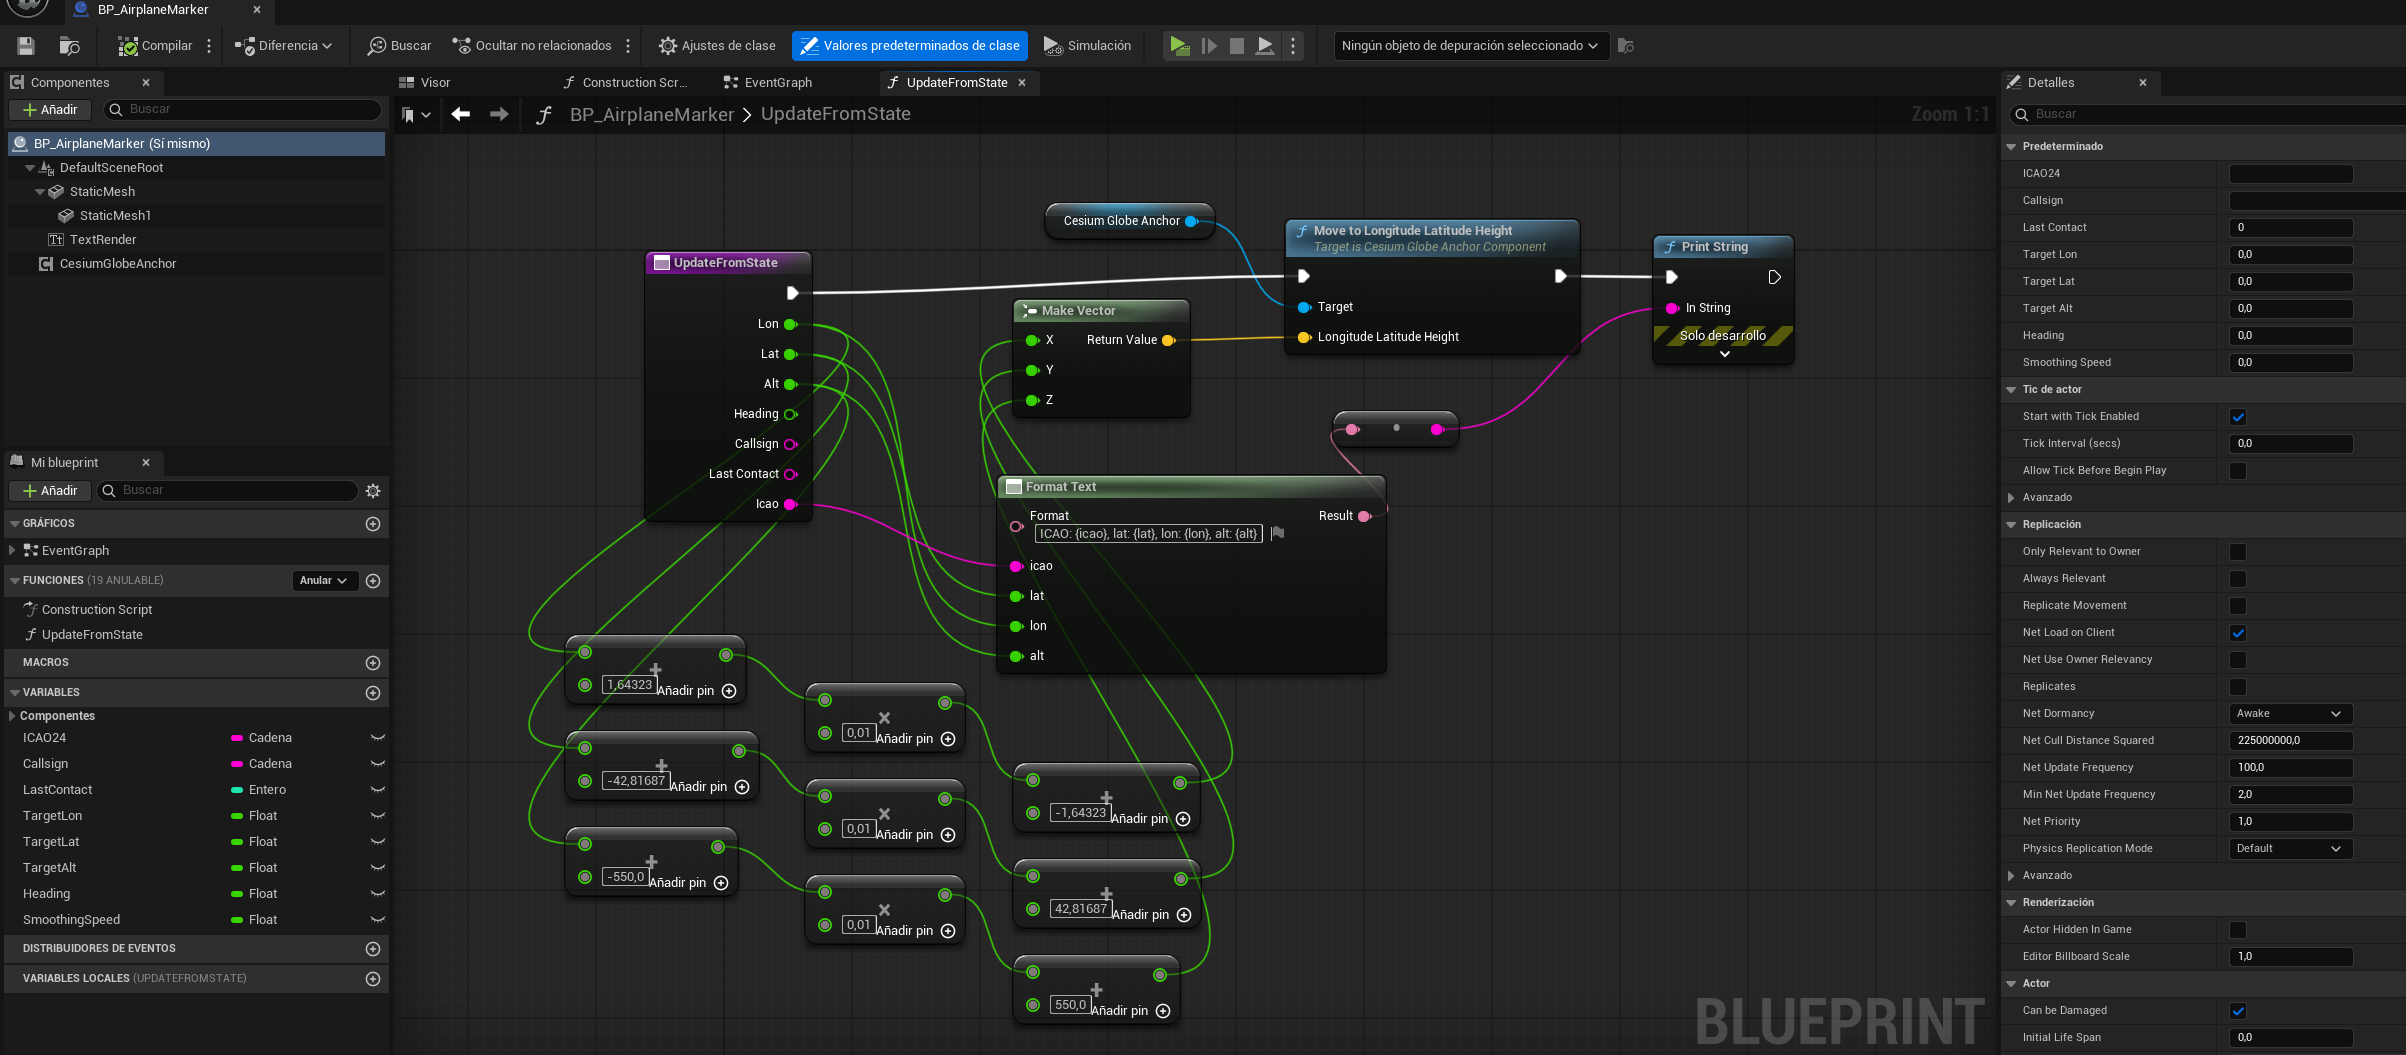 BP_AirplaneMarker
Compilar
Diferencia
Buscar
Ocultar no relacionados
Ajustes de clase
Valores predeterminados de clase
Simulación
Ningún objeto de depuración seleccionado
Componentes
Añadir
Buscar
BP_AirplaneMarker (Sí mismo)
DefaultSceneRoot
StaticMesh
StaticMesh1
TextRender
CesiumGlobeAnchor
Mi blueprint
Añadir
Buscar
GRÁFICOS
EventGraph
FUNCIONES (19 ANULABLE)
Anular
Construction Script
UpdateFromState
MACROS
VARIABLES
Componentes
ICAO24 Cadena
Callsign Cadena
LastContact Entero
TargetLon Float
TargetLat Float
TargetAlt Float
Heading Float
SmoothingSpeed Float
DISTRIBUIDORES DE EVENTOS
VARIABLES LOCALES (UPDATEFROMSTATE)
Visor
Construction Scr...
EventGraph
UpdateFromState
BP_AirplaneMarker > UpdateFromState
Zoom 1:1
Cesium Globe Anchor
Move to Longitude Latitude Height
Target is Cesium Globe Anchor Component
Target
Longitude Latitude Height
Print String
In String
Solo desarrollo
UpdateFromState
Lon
Lat
Alt
Heading
Callsign
Last Contact
Icao
Make Vector
X Return Value
Y
Z
Format Text
Format Result
ICAO: {icao}, lat: {lat}, lon: {lon}, alt: {alt}
icao
lat
lon
alt
1,64323 Añadir pin
0,01 Añadir pin
-42,81687 Añadir pin
-1,64323 Añadir pin
0,01 Añadir pin
-550,0 Añadir pin
42,81687 Añadir pin
0,01 Añadir pin
550,0 Añadir pin
BLUEPRINT
Detalles
Buscar
Predeterminado
ICAO24
Callsign
Last Contact 0
Target Lon 0,0
Target Lat 0,0
Target Alt 0,0
Heading 0,0
Smoothing Speed 0,0
Tic de actor
Start with Tick Enabled
Tick Interval (secs) 0,0
Allow Tick Before Begin Play
Avanzado
Replicación
Only Relevant to Owner
Always Relevant
Replicate Movement
Net Load on Client
Net Use Owner Relevancy
Replicates
Net Dormancy Awake
Net Cull Distance Squared 225000000,0
Net Update Frequency 100,0
Min Net Update Frequency 2,0
Net Priority 1,0
Physics Replication Mode Default
Avanzado
Renderización
Actor Hidden In Game
Editor Billboard Scale 1,0
Actor
Can be Damaged
Initial Life Span 0,0